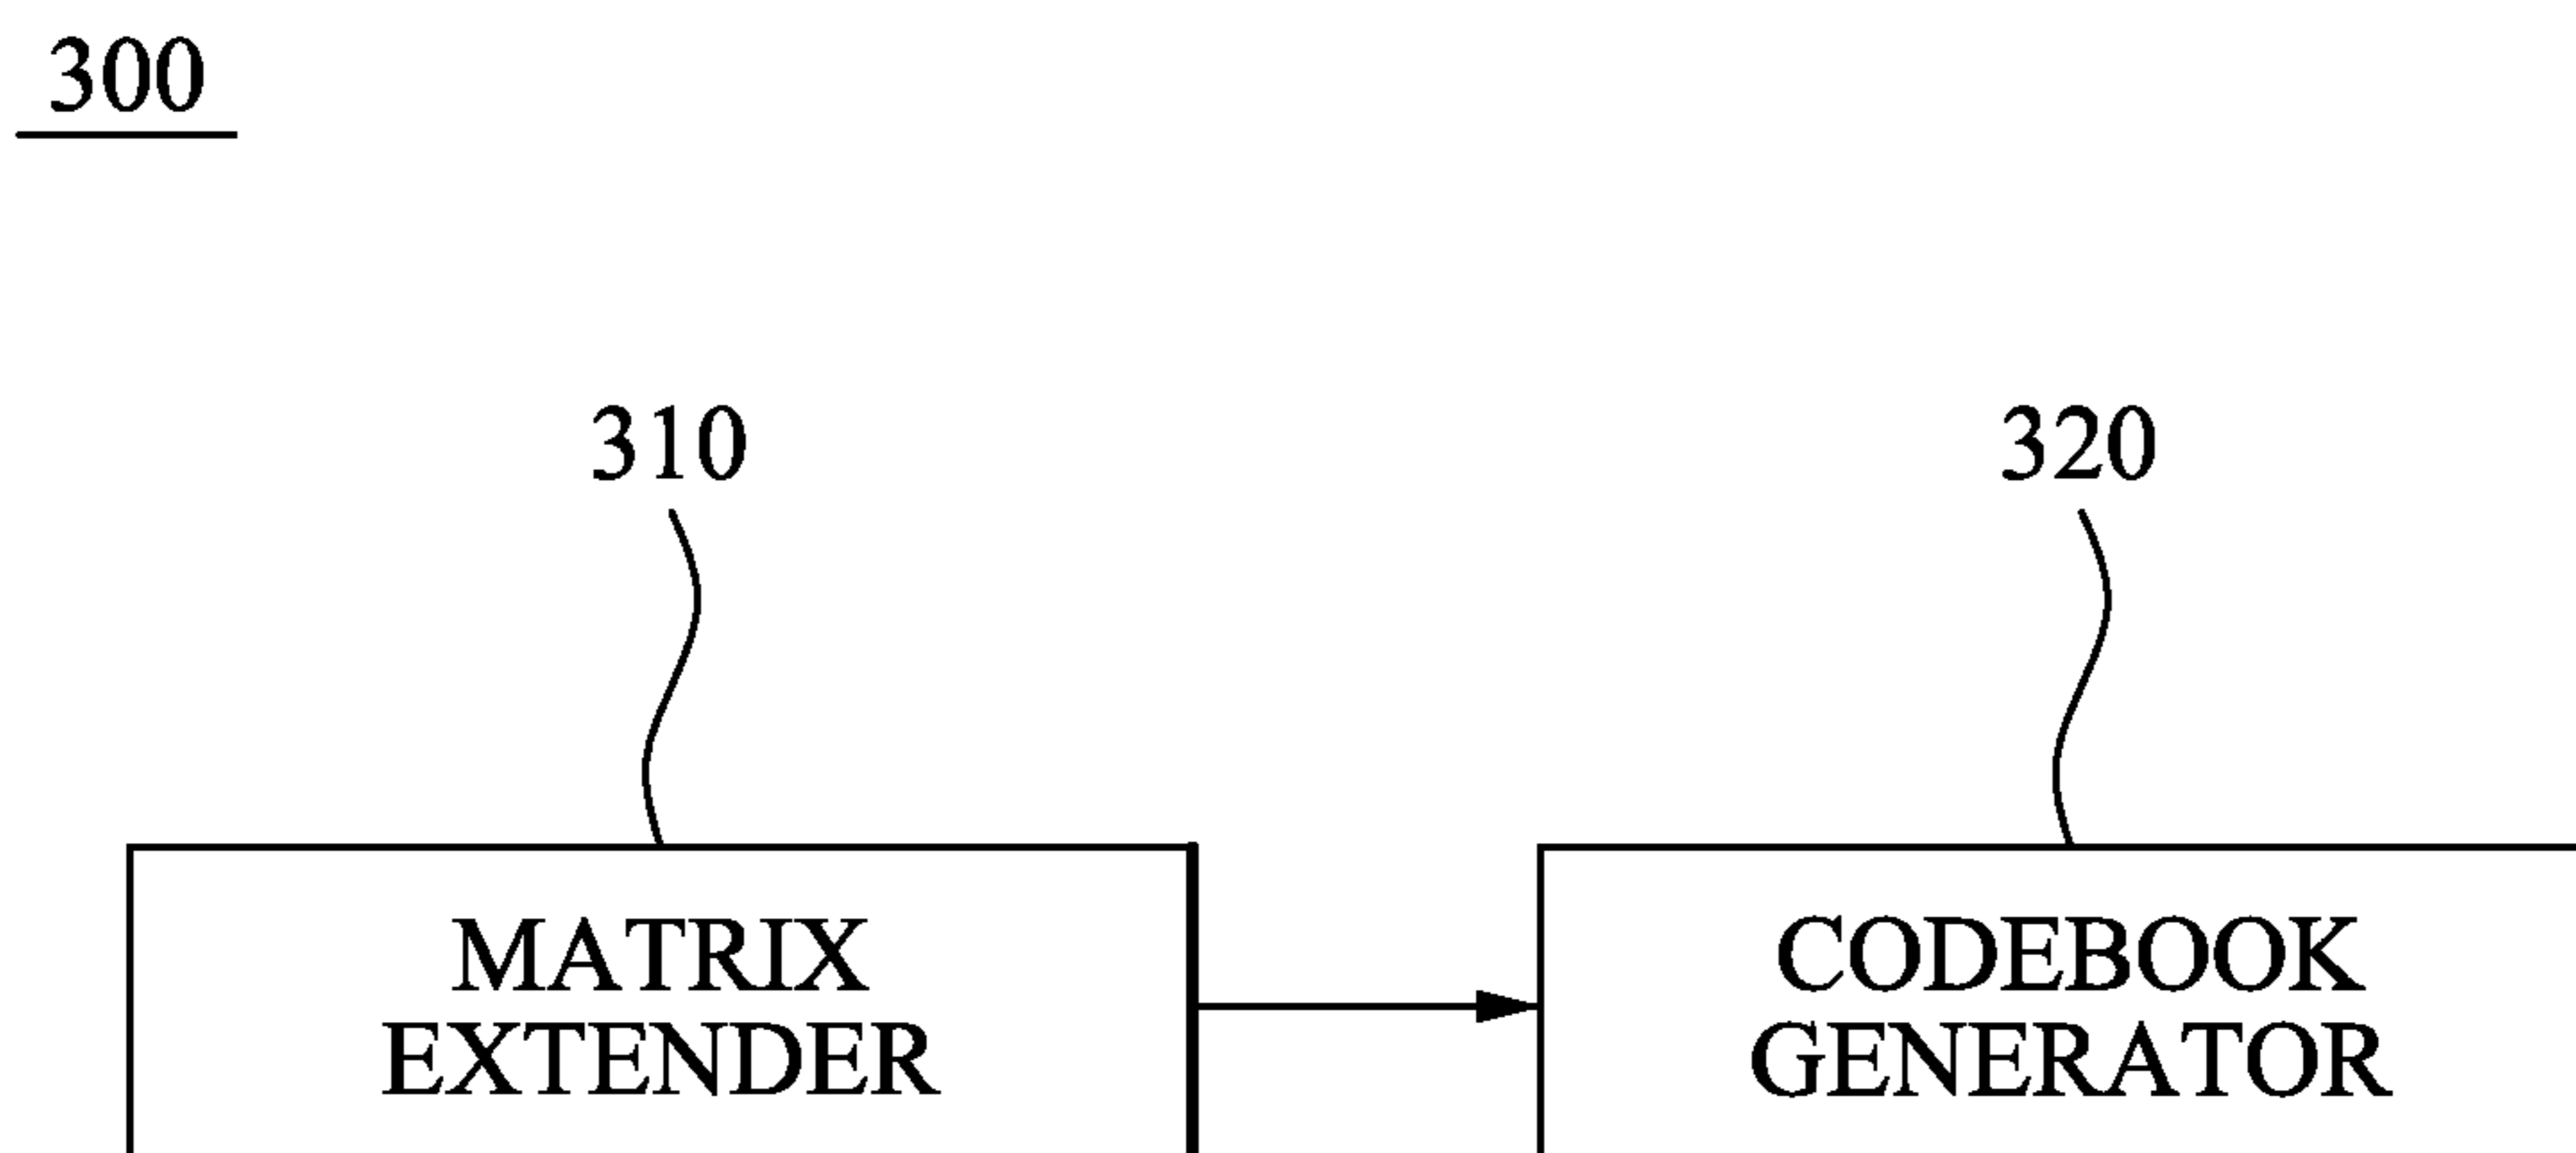 300
310
320
MATRIX
EXTENDER
CODEBOOK
GENERATOR